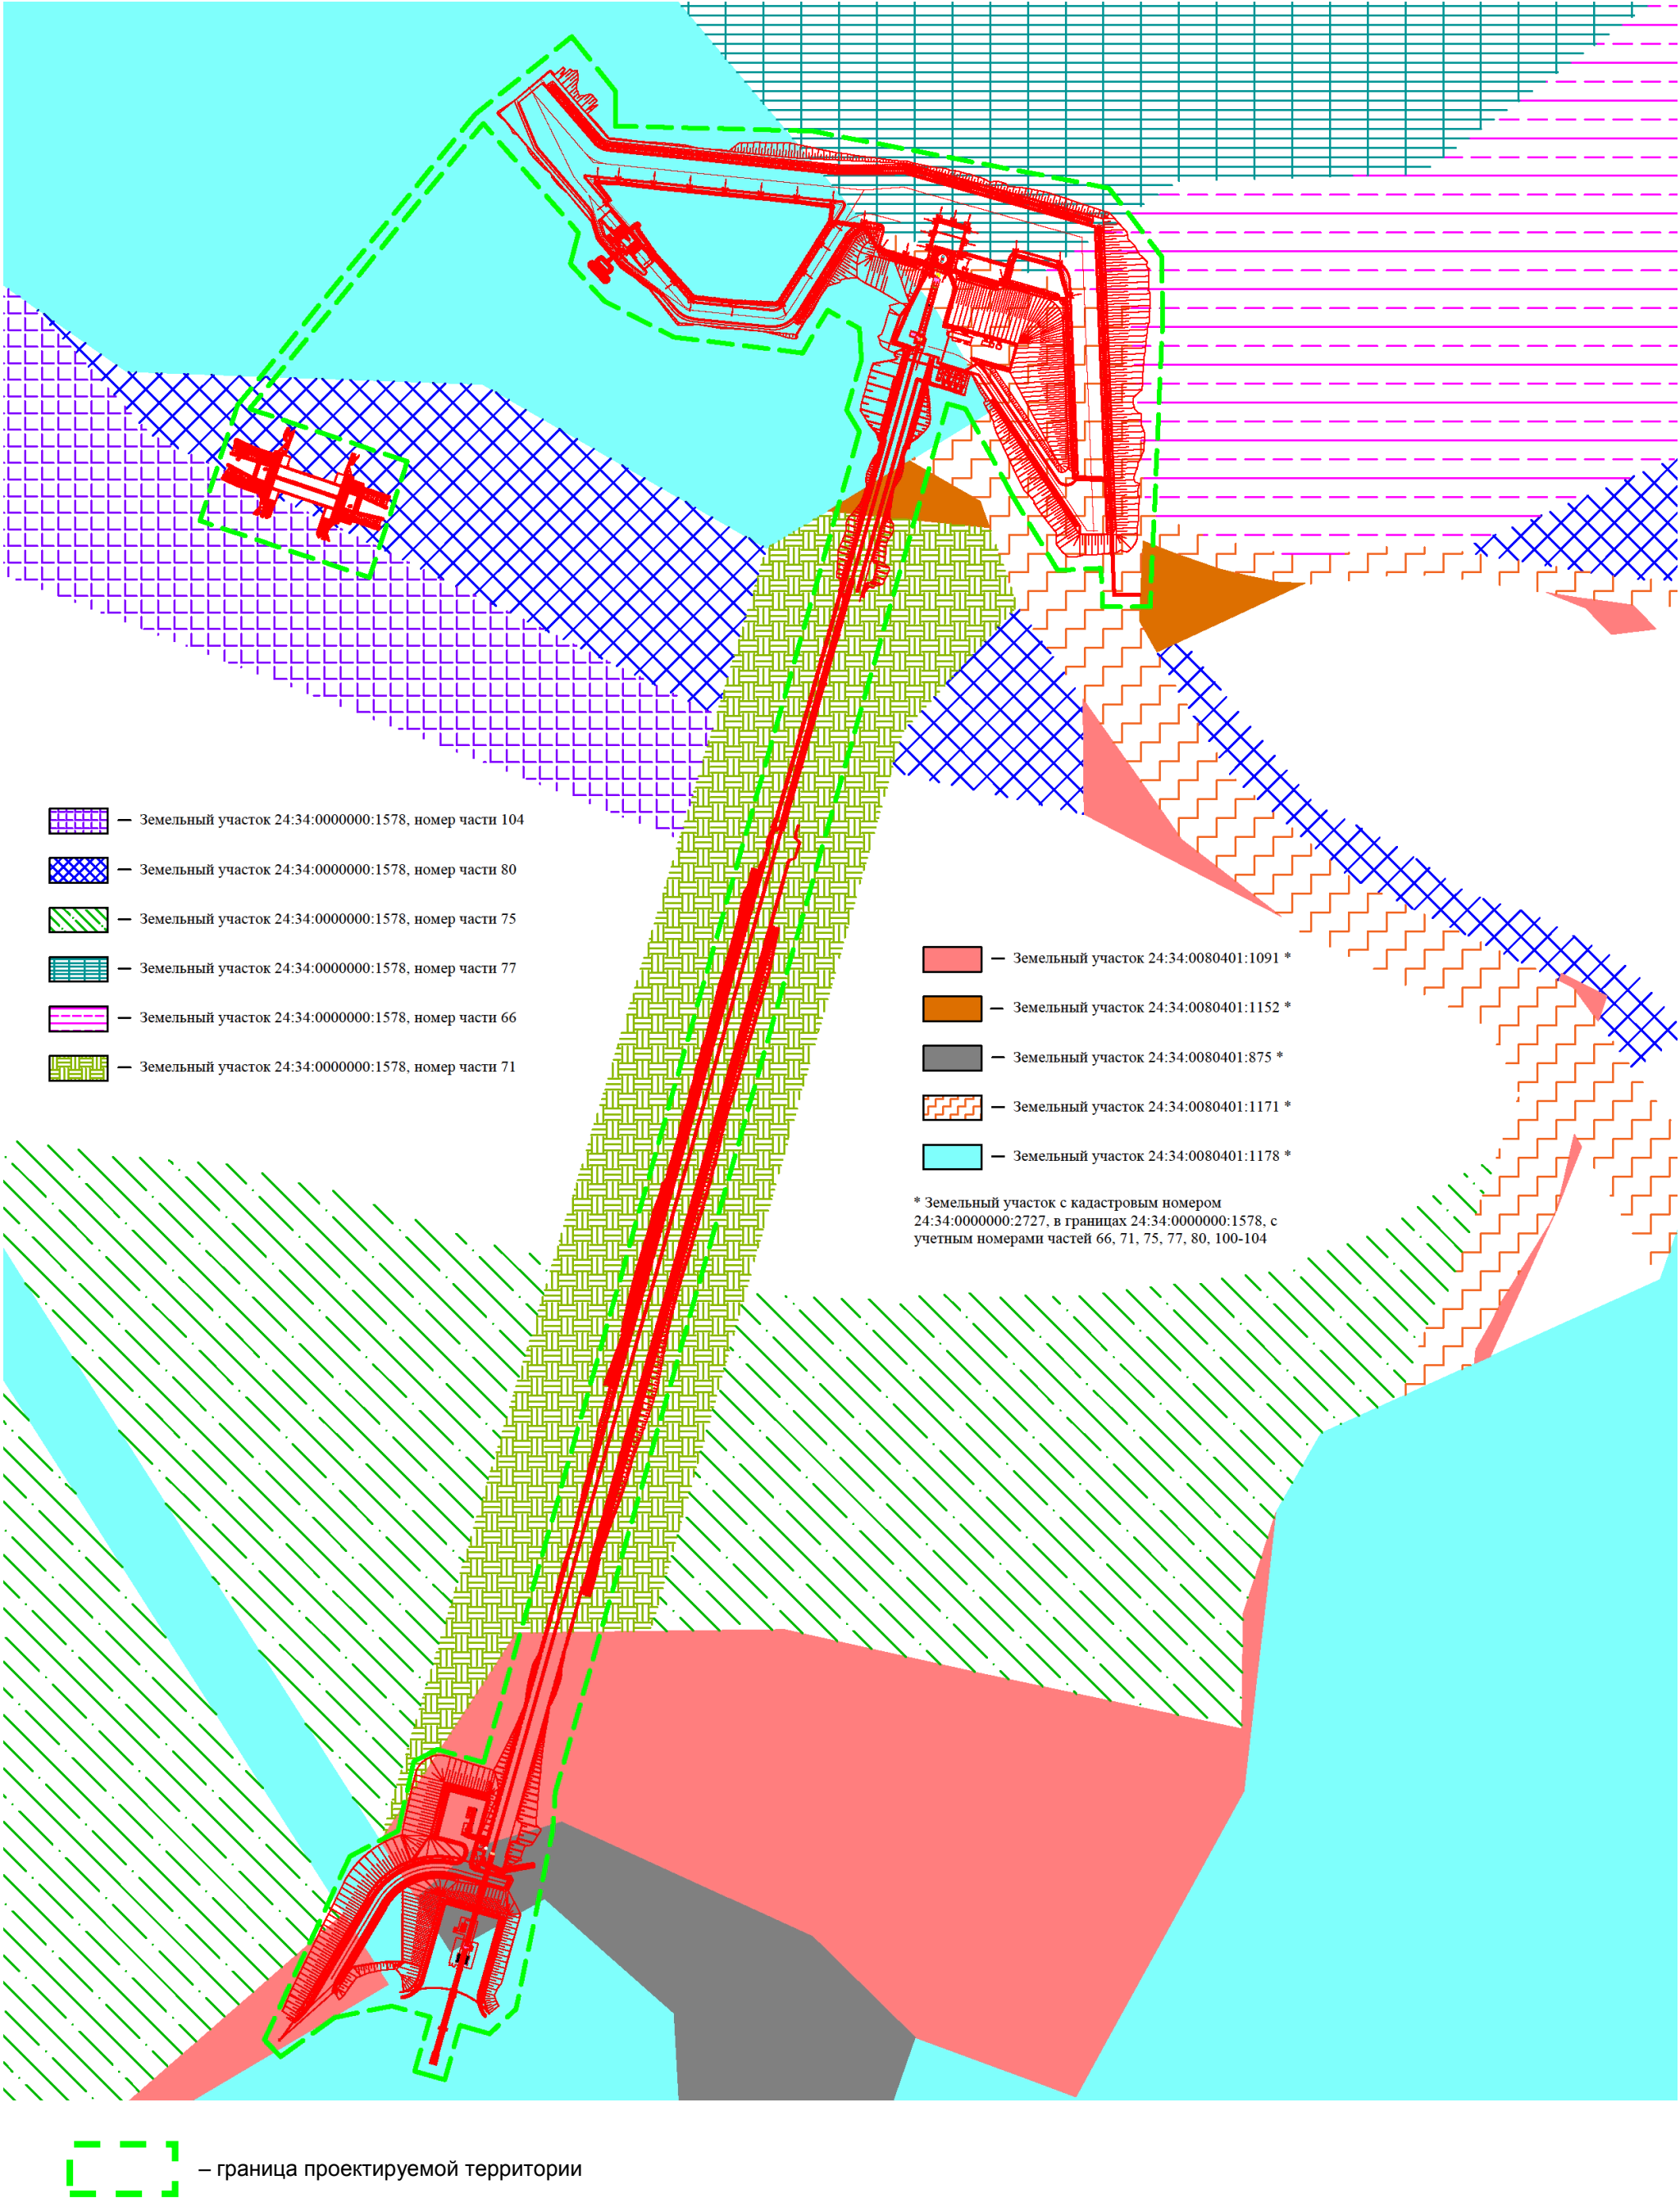 — Земельный участок 24:34:0000000:1578, номер части 104
— Земельный участок 24:34:0000000:1578, номер части 80
— Земельный участок 24:34:0000000:1578, номер части 75
— Земельный участок 24:34:0000000:1578, номер части 77
— Земельный участок 24:34:0000000:1578, номер части 66
— Земельный участок 24:34:0000000:1578, номер части 71
— Земельный участок 24:34:0080401:1091 *
— Земельный участок 24:34:0080401:1152 *
— Земельный участок 24:34:0080401:875 *
— Земельный участок 24:34:0080401:1171 *
— Земельный участок 24:34:0080401:1178 *
* Земельный участок с кадастровым номером
24:34:0000000:2727, в границах 24:34:0000000:1578, с
учетным номерами частей 66, 71, 75, 77, 80, 100-104
– граница проектируемой территории